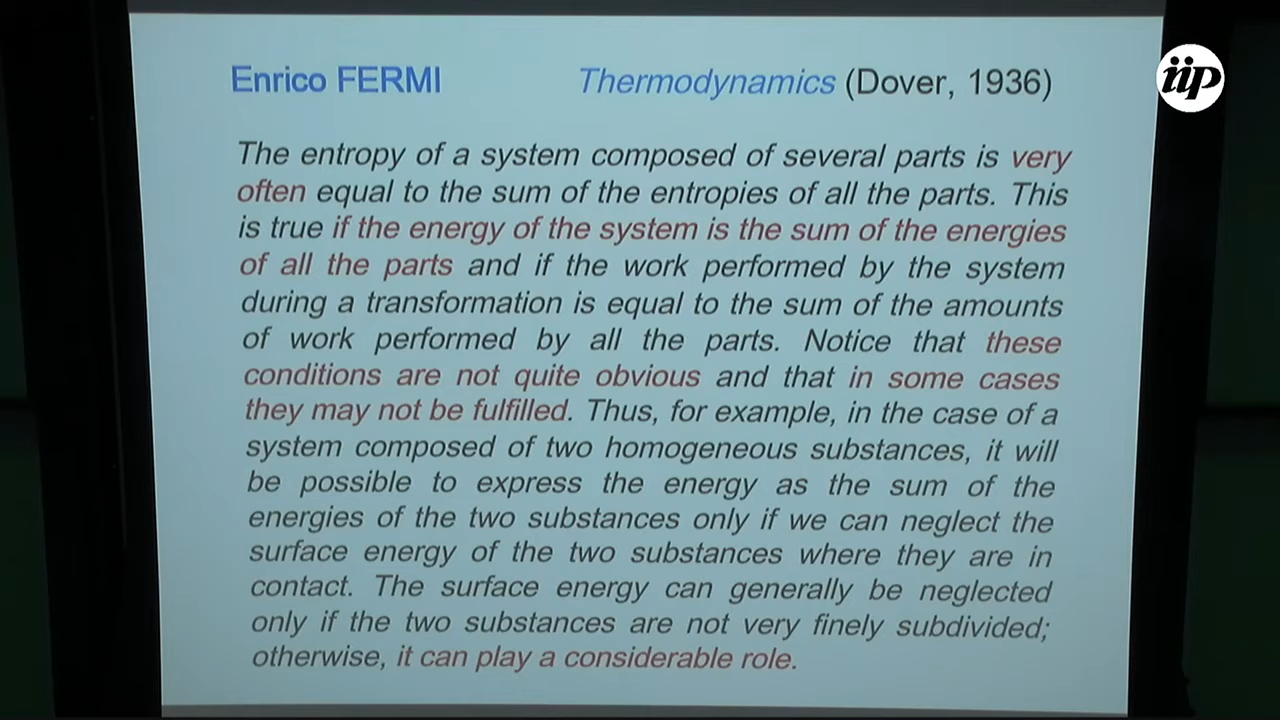 iip
Enrico FERMI Thermodynamics (Dover, 1936)
The entropy of a system composed of several parts is very
often equal to the sum of the entropies of all the parts. This
is true if the energy of the system is the sum of the energies
of all the parts and if the work performed by the system
during a transformation is equal to the sum of the amounts
of work performed by all the parts. Notice that these
conditions are not quite obvious and that in some cases
they may not be fulfilled. Thus, for example, in the case of a
system composed of two homogeneous substances, it will
be possible to express the energy as the sum of the
energies of the two substances only if we can neglect the
surface energy of the two substances where they are in
contact. The surface energy can generally be neglected
only if the two substances are not very finely subdivided;
otherwise, it can play a considerable role.